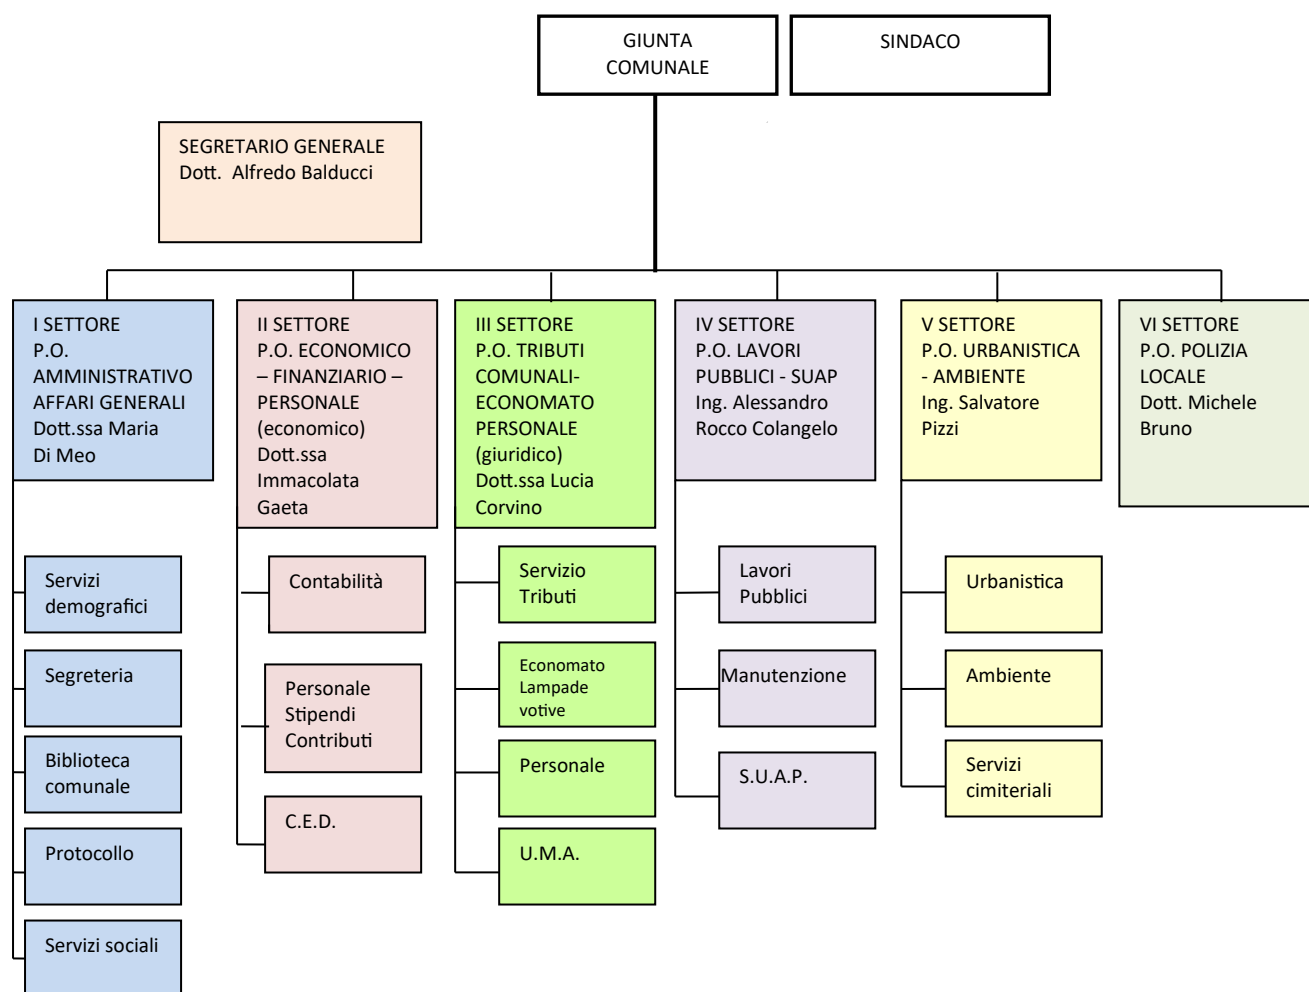 GIUNTA
COMUNALE
SINDACO
SEGRETARIO GENERALE
Dott.  Alfredo Balducci
I SETTORE
P.O.
AMMINISTRATIVO
AFFARI GENERALI
Dott.ssa Maria
Di Meo
II SETTORE
P.O. ECONOMICO
– FINANZIARIO –
PERSONALE
(economico)
Dott.ssa
Immacolata
Gaeta
III SETTORE
P.O. TRIBUTI
COMUNALI-
ECONOMATO
PERSONALE
(giuridico)
Dott.ssa Lucia
Corvino
IV SETTORE
P.O. LAVORI
PUBBLICI - SUAP
Ing. Alessandro
Rocco Colangelo
V SETTORE
P.O. URBANISTICA
- AMBIENTE
Ing. Salvatore
Pizzi
VI SETTORE
P.O. POLIZIA
LOCALE
Dott. Michele
Bruno
Servizi
demografici
Segreteria
Biblioteca
comunale
Protocollo
Servizi sociali
Contabilità
Personale
Stipendi
Contributi
C.E.D.
Servizio
Tributi
Economato
Lampade
votive
Personale
U.M.A.
Lavori
Pubblici
Manutenzione
S.U.A.P.
Urbanistica
Ambiente
Servizi
cimiteriali